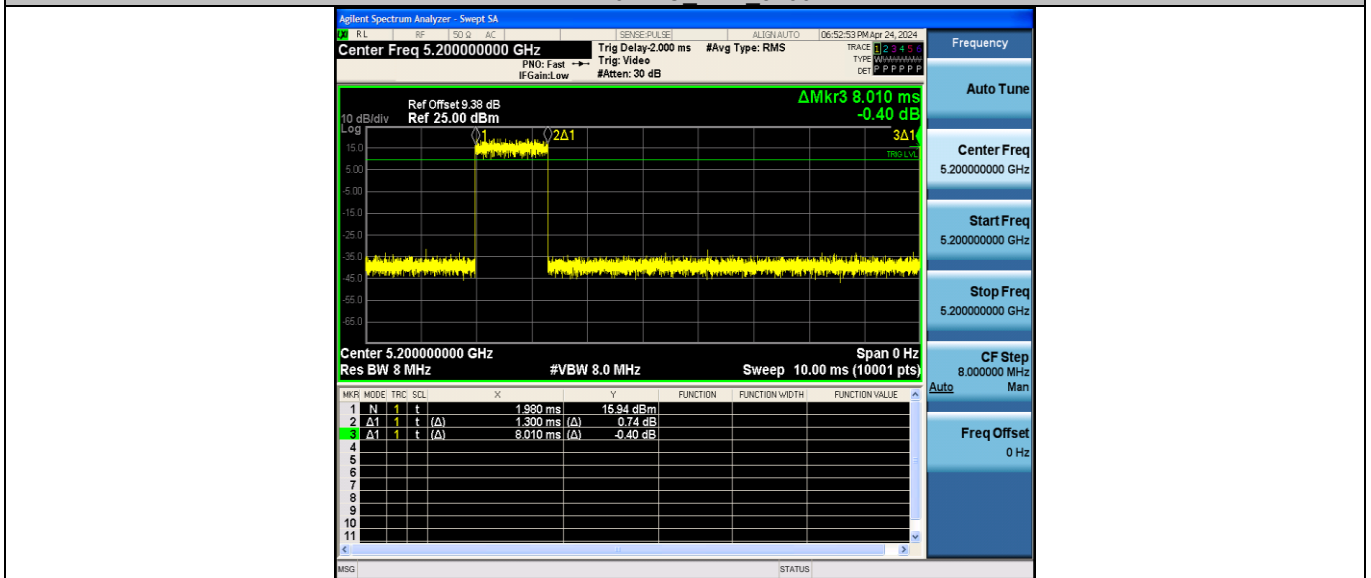 Agilent Spectrum Analyzer - Swept SA
RL RF 50 Ω AC SENSE:PULSE ALIGN AUTO 06:52:53 PM Apr 24, 2024
Center Freq 5.200000000 GHz Trig Delay-2.000 ms #Avg Type: RMS TRACE 1 2 3 4 5 6
PNO: Fast Trig: Video TYPE
IFGain:Low #Atten: 30 dB DET P P P P P P
Frequency
ΔMkr3 8.010 ms
-0.40 dB
Ref Offset 9.38 dB
10 dB/div Ref 25.00 dBm
Log
1 2Δ1 3Δ1
15.0
TRIG LVL
5.00
-5.00
-15.0
-25.0
-35.0
-45.0
-55.0
-65.0
Center 5.200000000 GHz Span 0 Hz
Res BW 8 MHz #VBW 8.0 MHz Sweep 10.00 ms (10001 pts)
MKR MODE TRC SCL X Y FUNCTION FUNCTION WIDTH FUNCTION VALUE
1 N 1 t 1.980 ms 15.94 dBm
2 Δ1 1 t (Δ) 1.300 ms (Δ) 0.74 dB
3 Δ1 1 t (Δ) 8.010 ms (Δ) -0.40 dB
4
5
6
7
8
9
10
11
MSG STATUS
Auto Tune
Center Freq
5.200000000 GHz
Start Freq
5.200000000 GHz
Stop Freq
5.200000000 GHz
CF Step
8.000000 MHz
Auto Man
Freq Offset
0 Hz